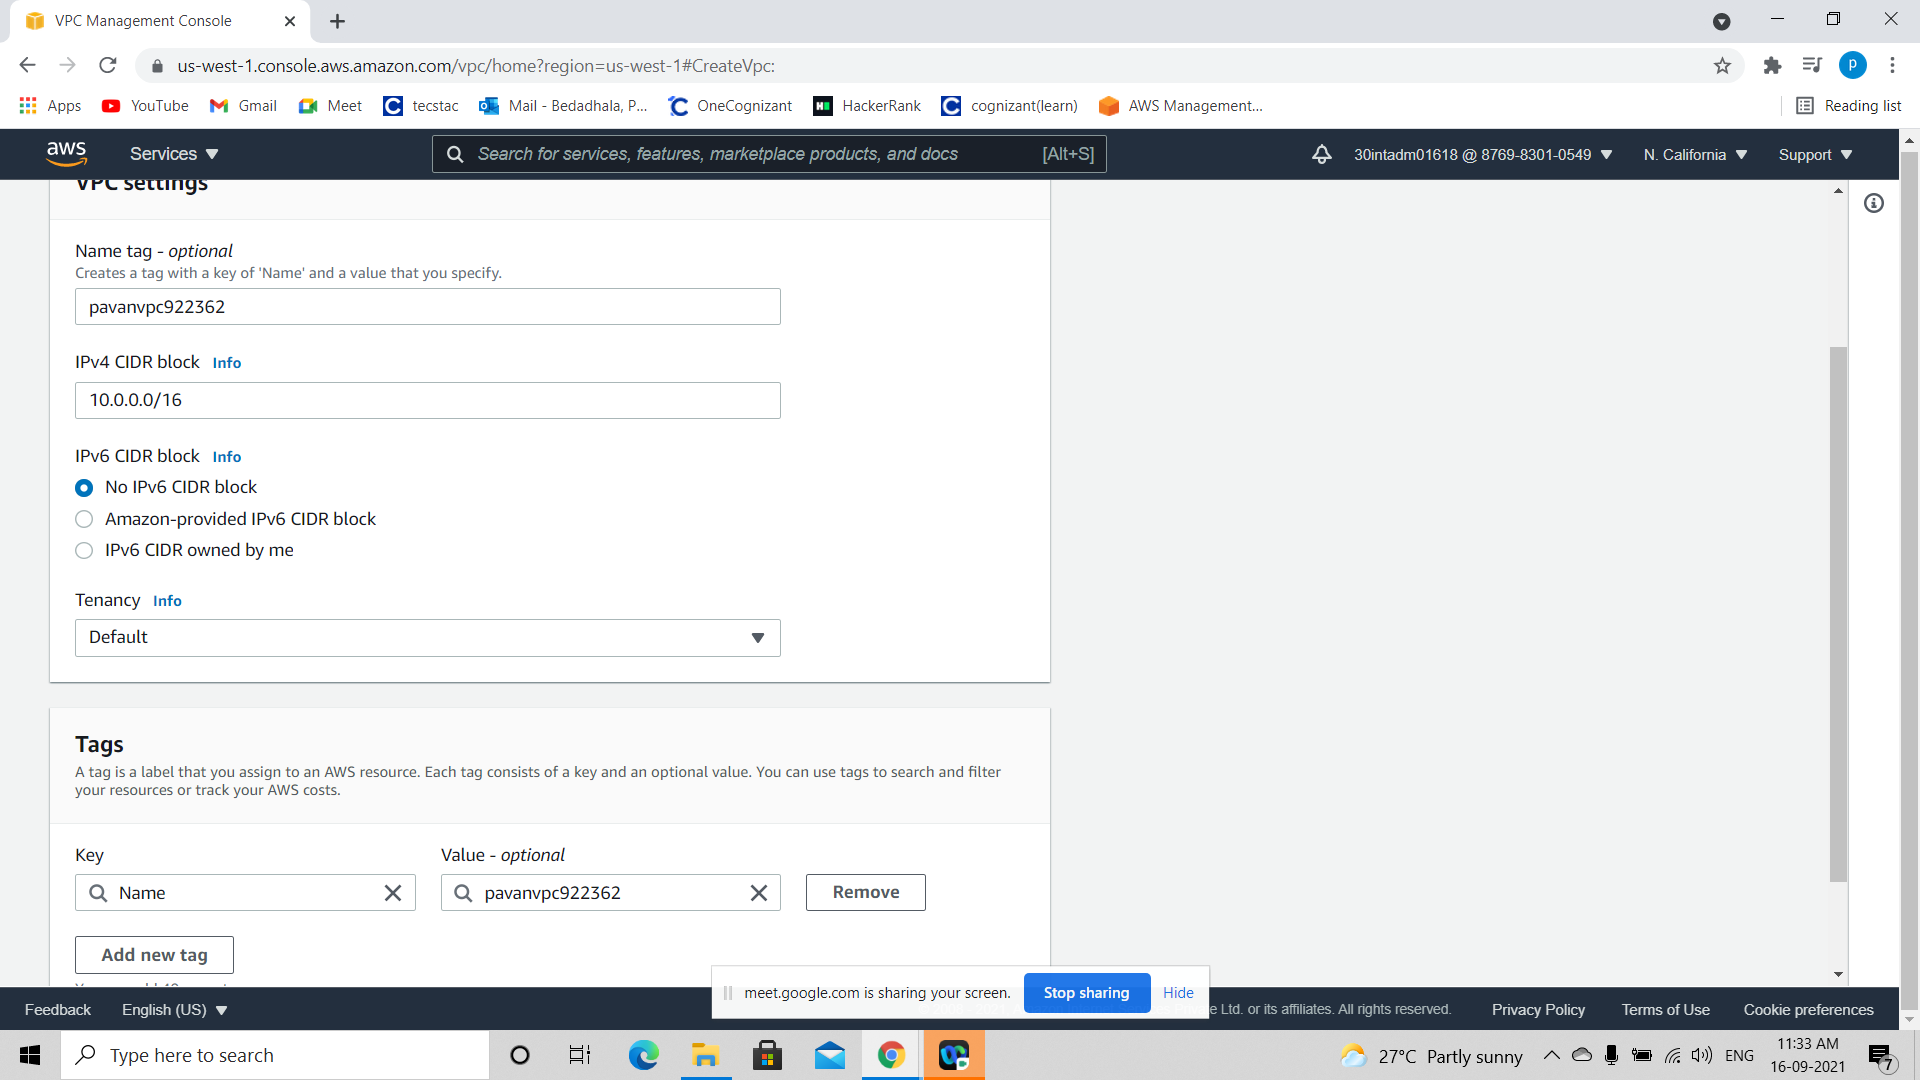 VPC Management Console
us-west-1.console.aws.amazon.com/vpc/home?region=us-west-1#CreateVpc:
P
Apps YouTube Gmail Meet tecstac Mail - Bedadhala, P... OneCognizant HackerRank cognizant(learn) AWS Management... Reading list
aws Services Search for services, features, marketplace products, and docs [Alt+S] 30intadm01618 @ 8769-8301-0549 N. California Support
VPC settings
Name tag - optional
Creates a tag with a key of 'Name' and a value that you specify.
pavanvpc922362
IPv4 CIDR block Info
10.0.0.0/16
IPv6 CIDR block Info
No IPv6 CIDR block
Amazon-provided IPv6 CIDR block
IPv6 CIDR owned by me
Tenancy Info
Default
Tags
A tag is a label that you assign to an AWS resource. Each tag consists of a key and an optional value. You can use tags to search and filter
your resources or track your AWS costs.
Key Value - optional
Name pavanvpc922362 Remove
Add new tag
meet.google.com is sharing your screen. Stop sharing Hide
Feedback English (US) e Ltd. or its affiliates. All rights reserved. Privacy Policy Terms of Use Cookie preferences
Type here to search 27°C Partly sunny ENG 11:33 AM
16-09-2021 7